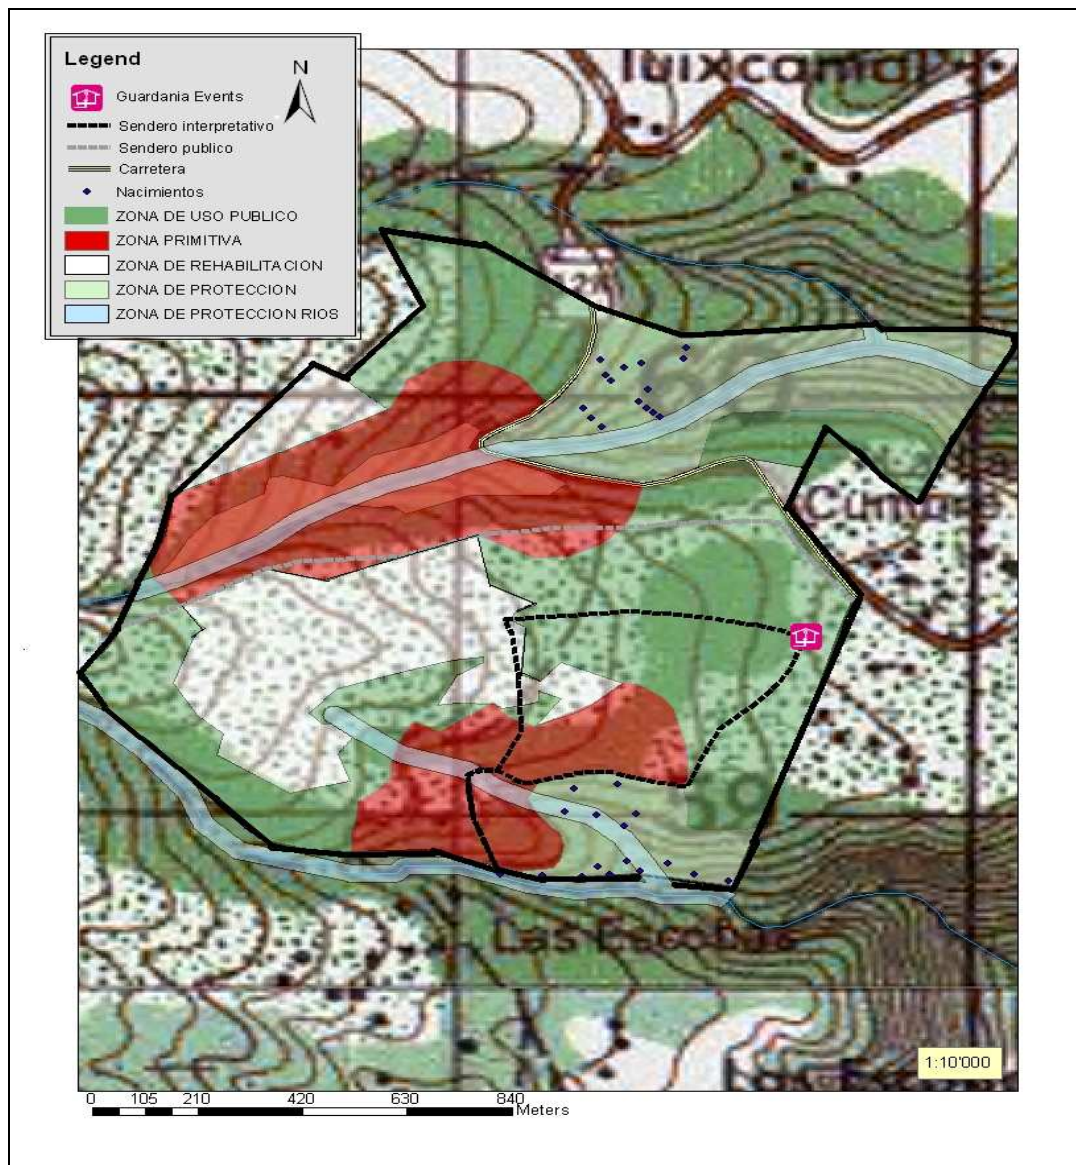 Legend
N
Guardania Events
Sendero interpretativo
Sendero publico
Carretera
Nacimientos
ZONA DE USO PUBLICO
ZONA PRIMITIVA
ZONA DE REHABILITACION
ZONA DE PROTECCION
ZONA DE PROTECCION RIOS
Las Escobas
1:10'000
0 105 210 420 630 840
Meters